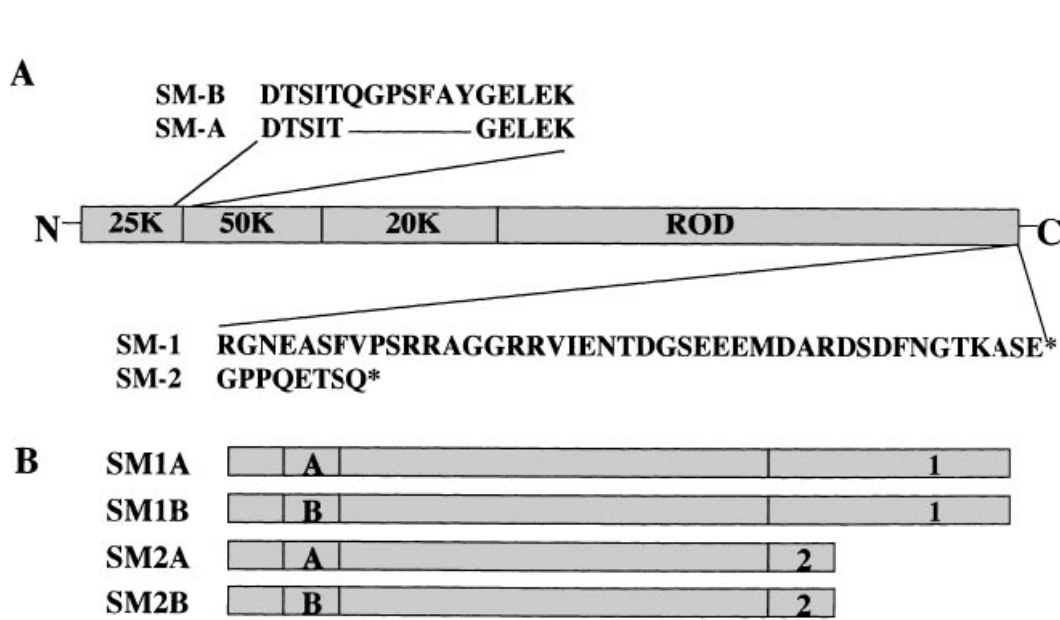 A
SM-B DTSITQGPSFAYGELEK
SM-A DTSIT GELEK
N 25K 50K 20K ROD C
SM-1 RGNEASFVPSRRAGGRRVIENTDGSEEEMDARDSDFNGTKASE*
SM-2 GPPQETSQ*
B
SM1A A 1
SM1B B 1
SM2A A 2
SM2B B 2